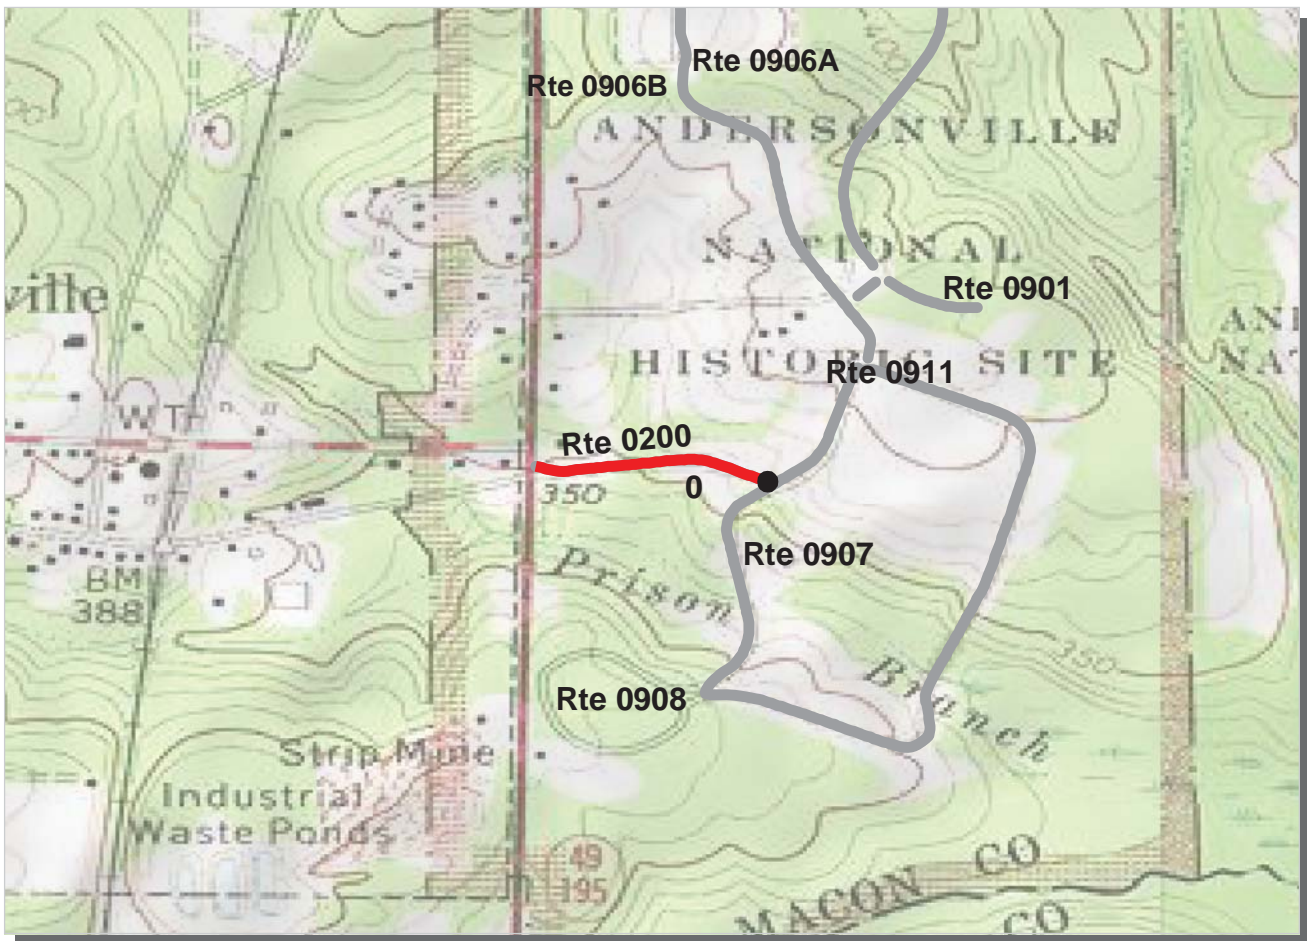 Rte 0906A
Rte 0906B
400
ANDERSONVILLE
NATIONAL
ville
Rte 0901
HISTORIC SITE
Rte 0911
W T
Rte 0200
0
350
Rte 0907
Prison
BM
388
Branch
350
Rte 0908
Strip Mine
Industrial
Waste Ponds
49
195
MACON CO
CO